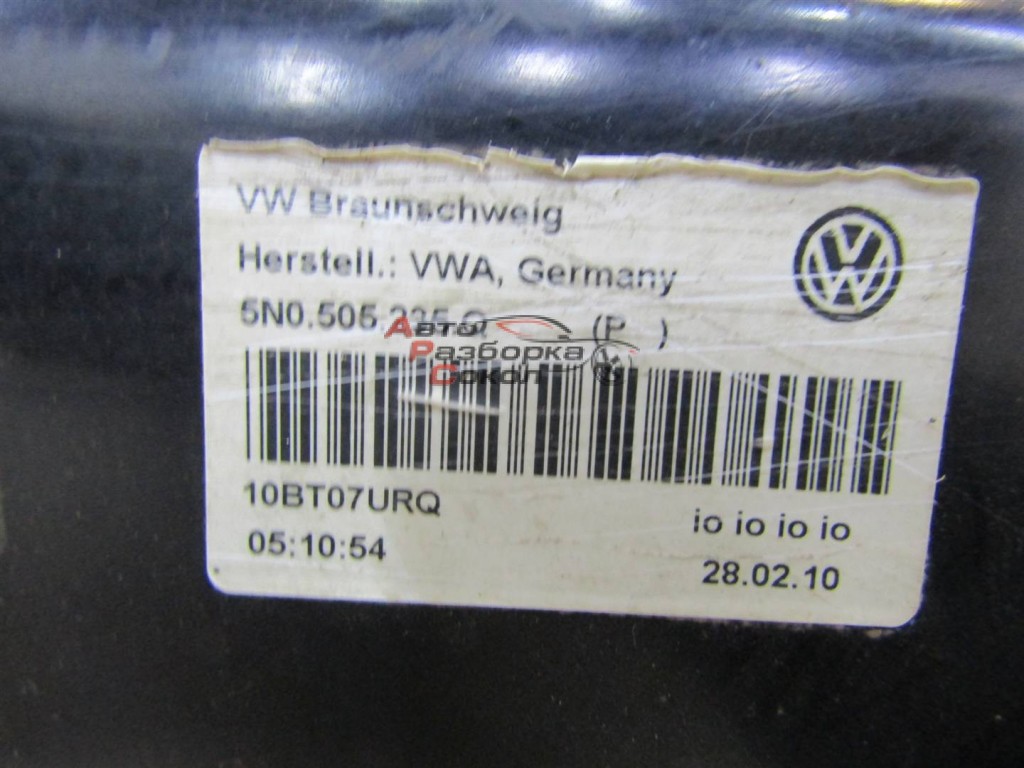 VW Braunschweig
Herstell.: VWA, Germany
5N0.505.235.Q (P )
Авто
Разборка
Сокол
10BT07URQ
io io io io
05:10:54
28.02.10